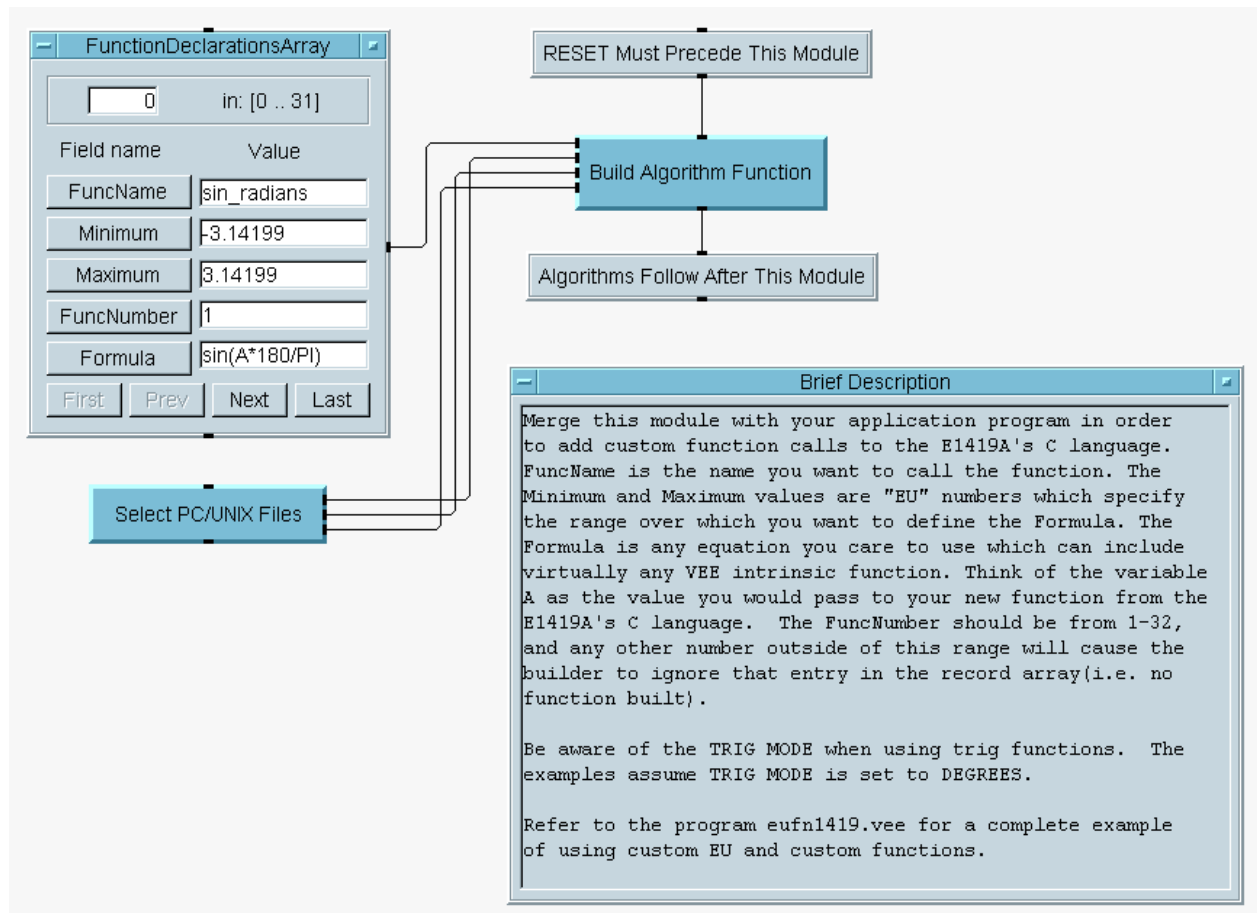 FunctionDeclarationsArray
0 in: [0 .. 31]
Field name Value
FuncName sin_radians
Minimum -3.14199
Maximum 3.14199
FuncNumber 1
Formula sin(A*180/PI)
First Prev Next Last
Select PC/UNIX Files
RESET Must Precede This Module
Build Algorithm Function
Algorithms Follow After This Module
Brief Description
Merge this module with your application program in order
to add custom function calls to the E1419A's C language.
FuncName is the name you want to call the function. The
Minimum and Maximum values are "EU" numbers which specify
the range over which you want to define the Formula. The
Formula is any equation you care to use which can include
virtually any VEE intrinsic function. Think of the variable
A as the value you would pass to your new function from the
E1419A's C language. The FuncNumber should be from 1-32,
and any other number outside of this range will cause the
builder to ignore that entry in the record array(i.e. no
function built).
Be aware of the TRIG MODE when using trig functions. The
examples assume TRIG MODE is set to DEGREES.
Refer to the program eufn1419.vee for a complete example
of using custom EU and custom functions.